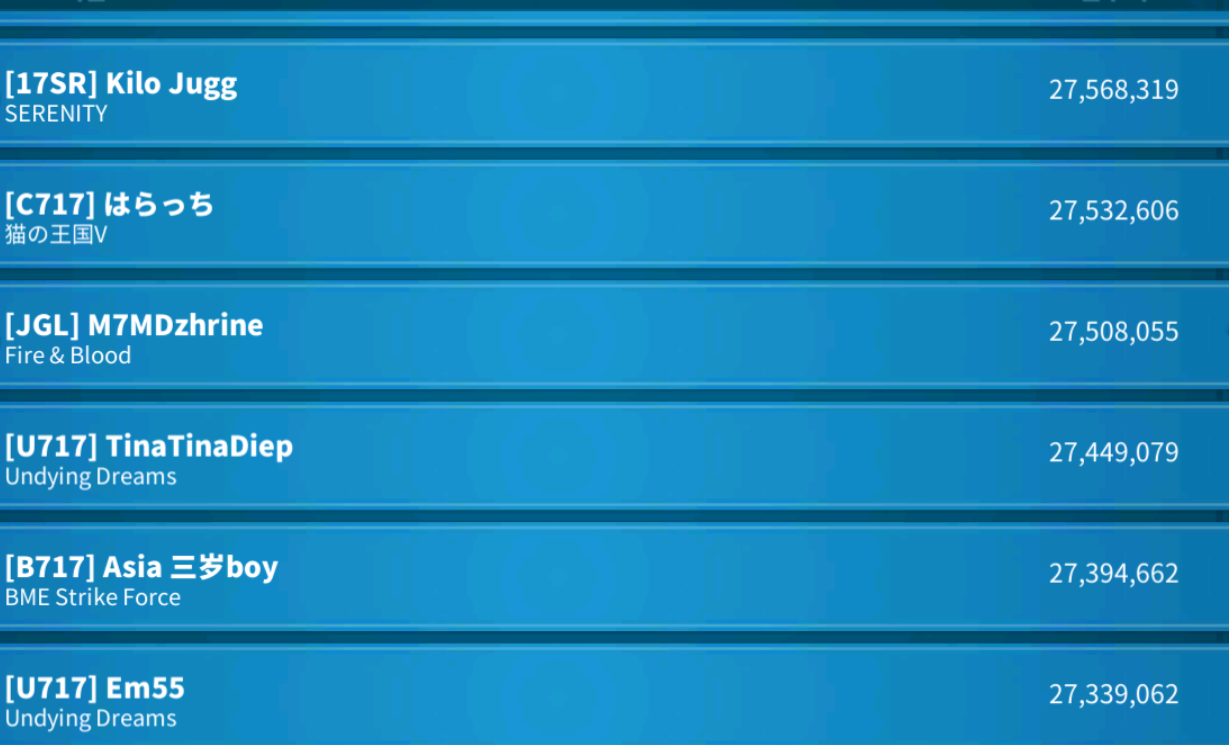 [17SR] Kilo Jugg
SERENITY
27,568,319
[C717] はらっち
猫の王国V
27,532,606
[JGL] M7MDzhrine
Fire & Blood
27,508,055
[U717] TinaTinaDiep
Undying Dreams
27,449,079
[B717] Asia 三岁boy
BME Strike Force
27,394,662
[U717] Em55
Undying Dreams
27,339,062